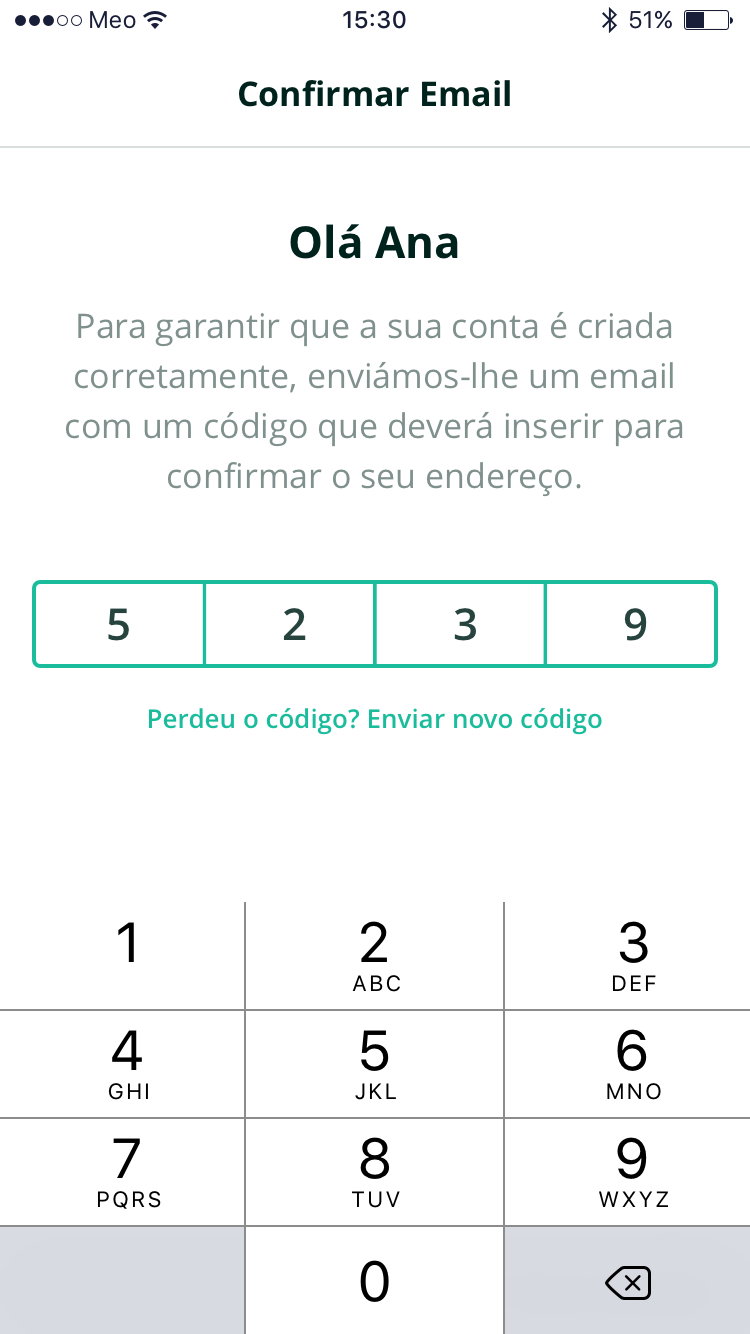 Meo 15:30 51%
Confirmar Email
Olá Ana
Para garantir que a sua conta é criada
corretamente, enviámos-lhe um email
com um código que deverá inserir para
confirmar o seu endereço.
5 2 3 9
Perdeu o código? Enviar novo código
1 2 3
ABC DEF
4 5 6
GHI JKL MNO
7 8 9
PQRS TUV WXYZ
0